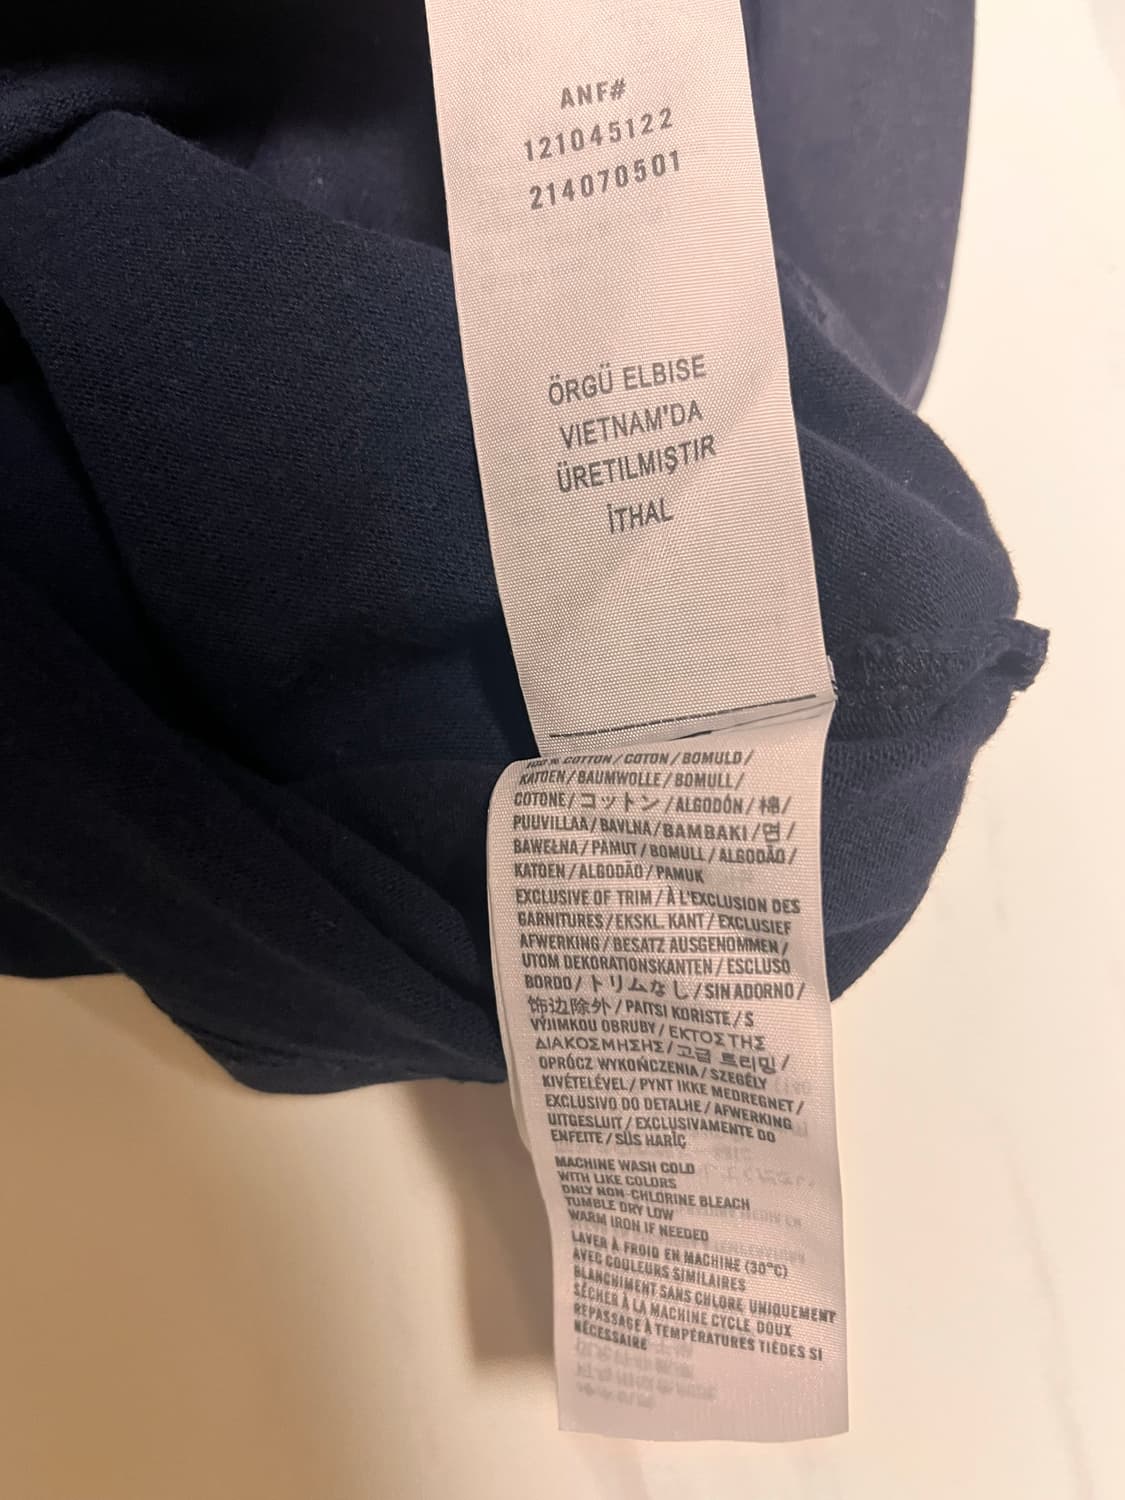 ANF#
121045122
214070501
ÖRGÜ ELBISE
VIETNAM'DA
ÜRETILMIŞTIR
İTHAL
100% COTTON/COTON/BOMULD/
KATOEN/BAUMWOLLE/BOMULL/
COTONE/コットン/ALGODÓN/棉/
PUUVILLAA/BAVLNA/BAMBAKI/면/
BAWEŁNA/PAMUT/BOMULL/ALGODÃO/
KATOEN/ALGODÃO/PAMUK
EXCLUSIVE OF TRIM/À L'EXCLUSION DES
GARNITURES/EKSKL. KANT/EXCLUSIEF
AFWERKING/BESATZ AUSGENOMMEN/
UTOM DEKORATIONSKANTEN/ESCLUSO
BORDO/トリムなし/SIN ADORNO/
饰边除外/PAITSI KORISTE/S
VÝJIMKOU OBRUBY/ΕΚΤΟΣ ΤΗΣ
ΔΙΑΚΟΣΜΗΣΗΣ/고급 트리밍/
OPRÓCZ WYKOŃCZENIA/SZEGÉLY
KIVÉTELÉVEL/PYNT IKKE MEDREGNET/
EXCLUSIVO DO DETALHE/AFWERKING
UITGESLUIT/EXCLUSIVAMENTE DO
ENFEITE/SÜS HARİÇ
MACHINE WASH COLD
WITH LIKE COLORS
ONLY NON-CHLORINE BLEACH
TUMBLE DRY LOW
WARM IRON IF NEEDED
LAVER À FROID EN MACHINE (30°C)
AVEC COULEURS SIMILAIRES
BLANCHIMENT SANS CHLORE UNIQUEMENT
SÉCHER À LA MACHINE CYCLE DOUX
REPASSAGE À TEMPÉRATURES TIÈDES SI
NÉCESSAIRE